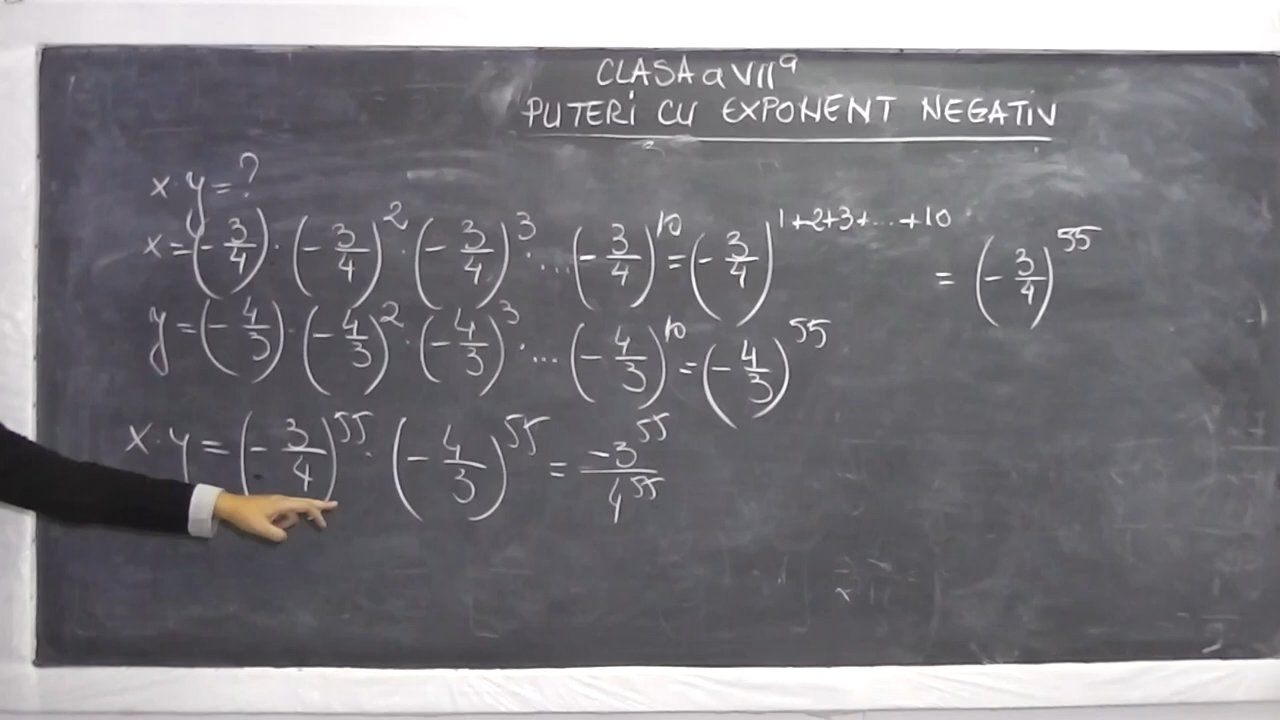 CLASA a VII ª
PUTERI CU EXPONENT NEGATIV
x·y=?
x=(-3/4)·(-3/4)^2·(-3/4)^3·...(-3/4)^10=(-3/4)^1+2+3+...+10 = (-3/4)^55
y=(-4/3)·(-4/3)^2·(-4/3)^3·...(-4/3)^10=(-4/3)^55
x·y=(-3/4)^55·(-4/3)^55=-3^55/4^55